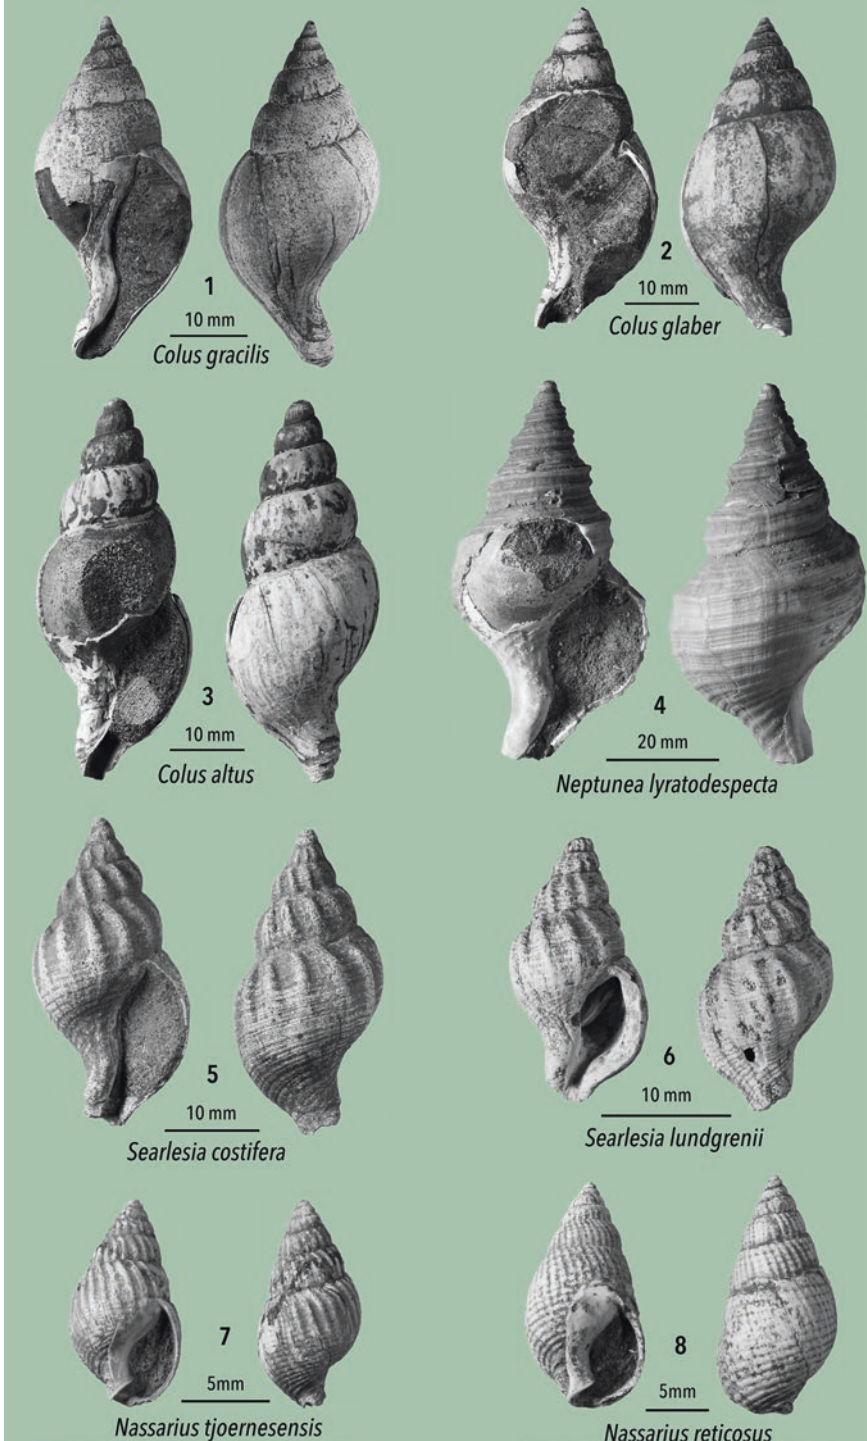 1
10 mm
Colus gracilis
2
10 mm
Colus glaber
3
10 mm
Colus altus
4
20 mm
Neptunea lyratodespecta
5
10 mm
Searlesia costifera
6
10 mm
Searlesia lundgrenii
7
5mm
Nassarius tjoernesensis
8
5mm
Nassarius reticosus